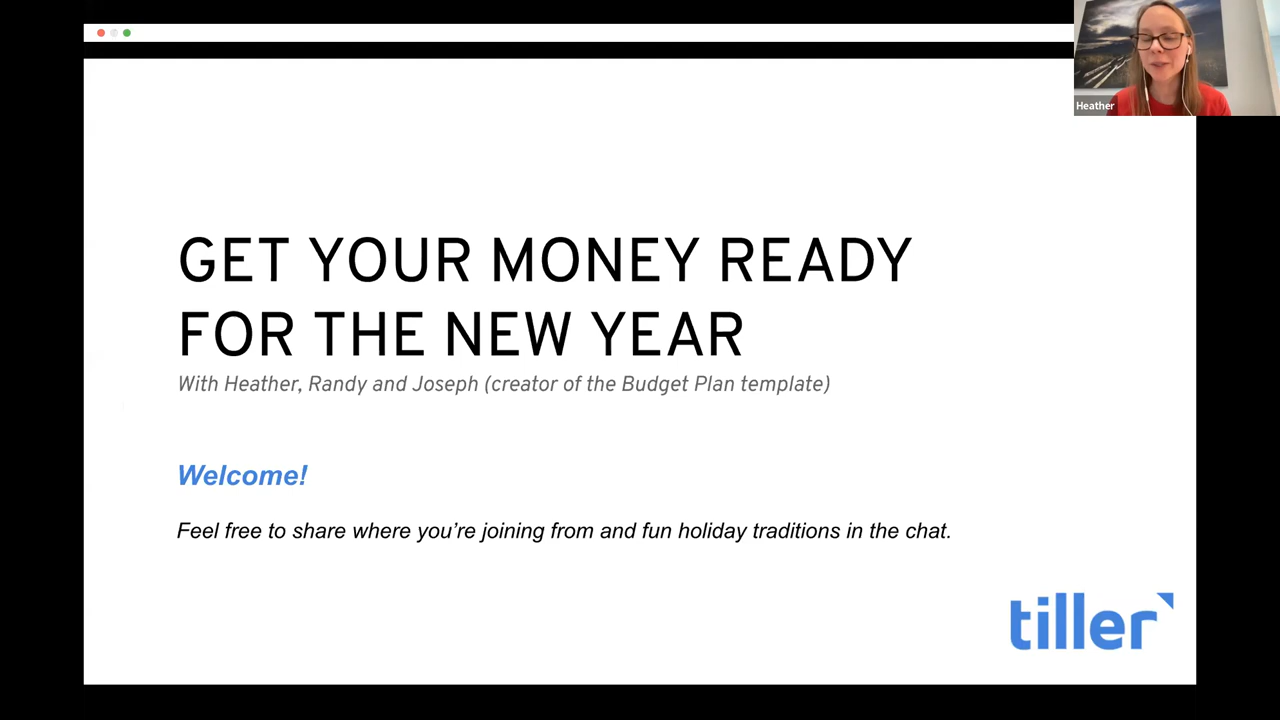 Heather
GET YOUR MONEY READY
FOR THE NEW YEAR
With Heather, Randy and Joseph (creator of the Budget Plan template)
Welcome!
Feel free to share where you're joining from and fun holiday traditions in the chat.
tiller